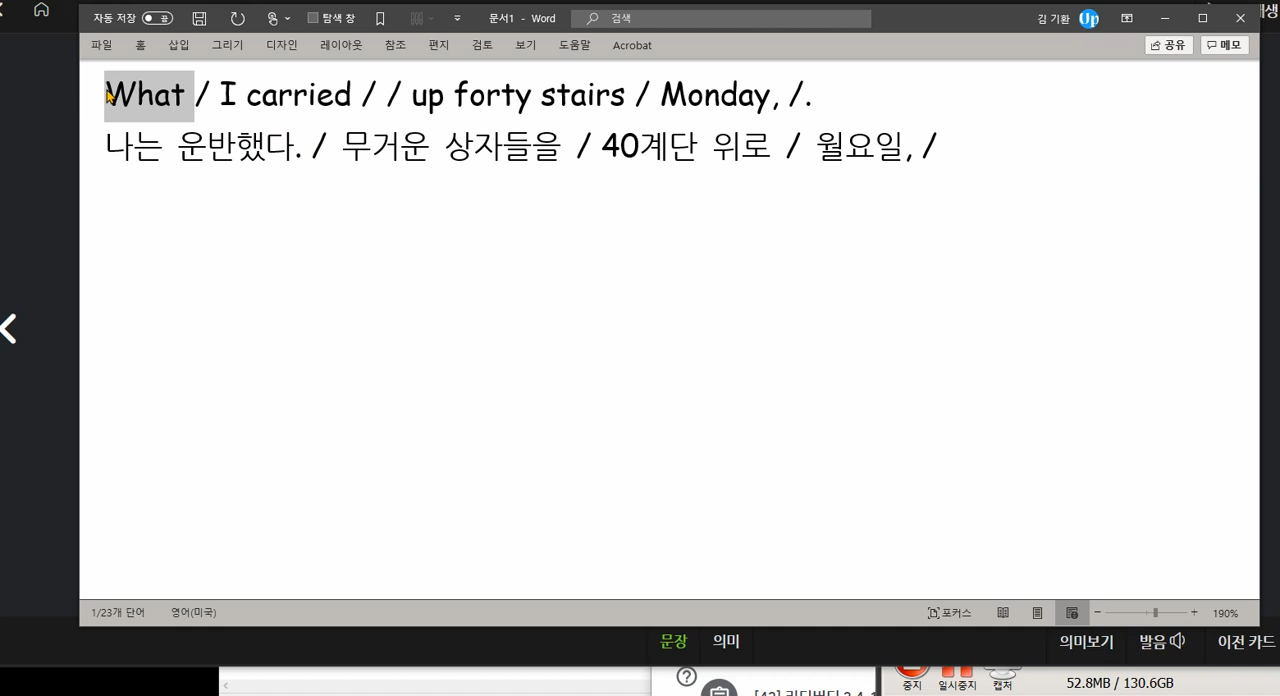 자동 저장 끔 탐색 창 문서1 - Word 검색 김 기환 Up
파일 홈 삽입 그리기 디자인 레이아웃 참조 편지 검토 보기 도움말 Acrobat 공유 메모
What / I carried / / up forty stairs / Monday, /.
나는 운반했다. / 무거운 상자들을 / 40계단 위로 / 월요일, /
1/23개 단어 영어(미국) 포커스 190%
문장 의미 의미보기 발음 이전 카드
중지 일시중지 캡처 52.8MB / 130.6GB